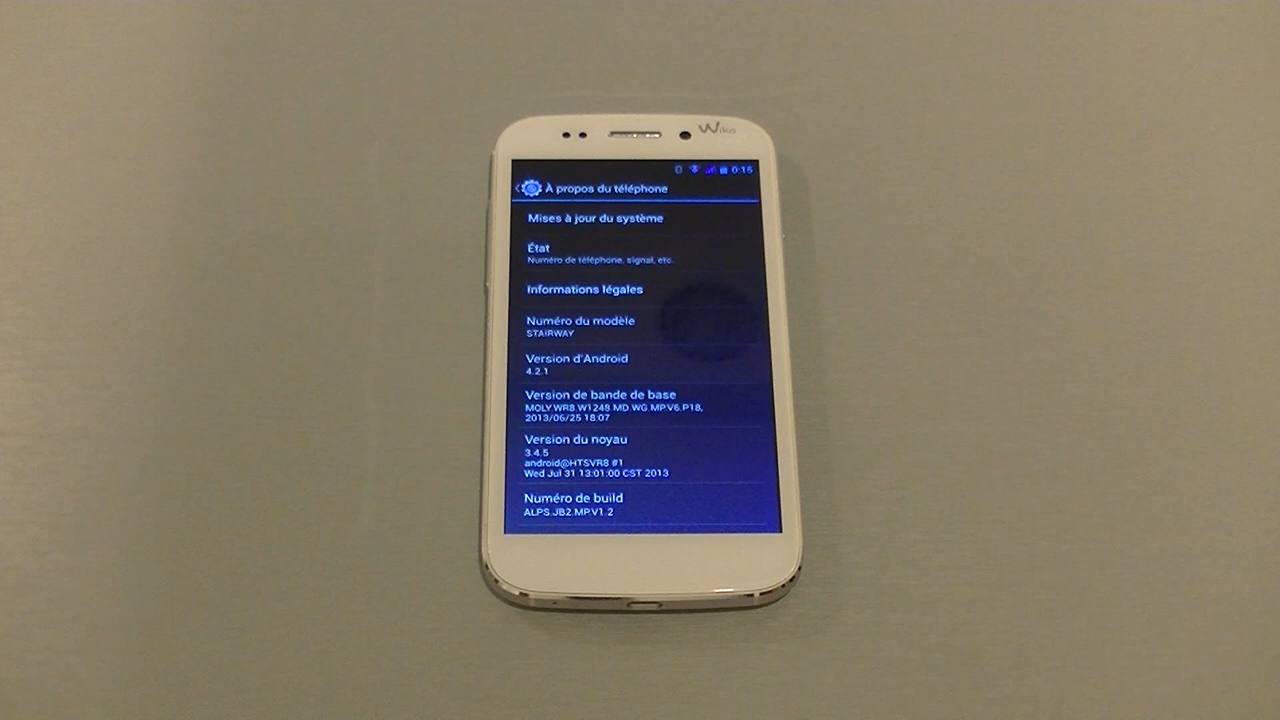 Wiko
0:15
À propos du téléphone
Mises à jour du système
État
Numéro de téléphone, signal, etc.
Informations légales
Numéro du modèle
STAIRWAY
Version d'Android
4.2.1
Version de bande de base
MOLY.WR8.W1248.MD.WG.MP.V6.P18,
2013/06/25 18:07
Version du noyau
3.4.5
android@HTSVR8 #1
Wed Jul 31 13:01:00 CST 2013
Numéro de build
ALPS.JB2.MP.V1.2